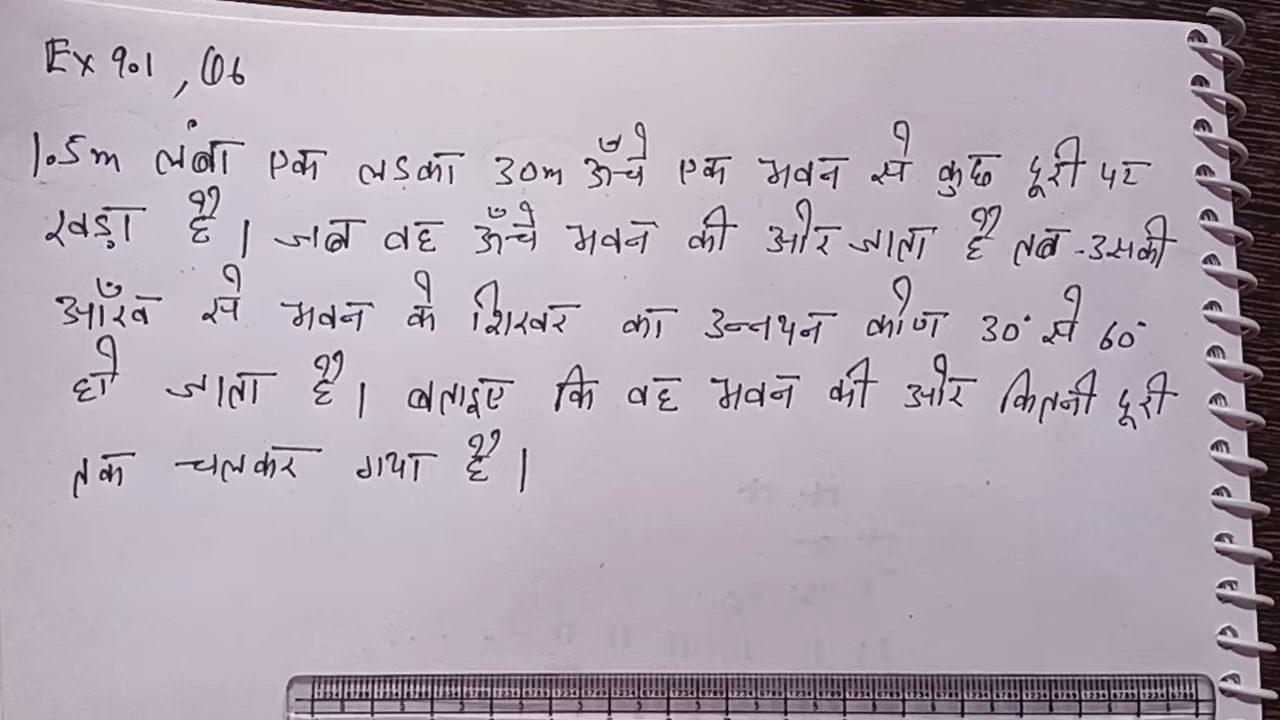 Ex 9.1, Q6
1.5m लंबा एक लड़का 30m ऊँचे एक भवन से कुछ दूरी पर
खड़ा है। जब वह ऊँचे भवन की ओर जाता है तब उसकी
आँख से भवन के शिखर का उन्नयन कोण 30° से 60°
हो जाता है। बताइए कि वह भवन की ओर कितनी दूरी
तक चलकर गया है।